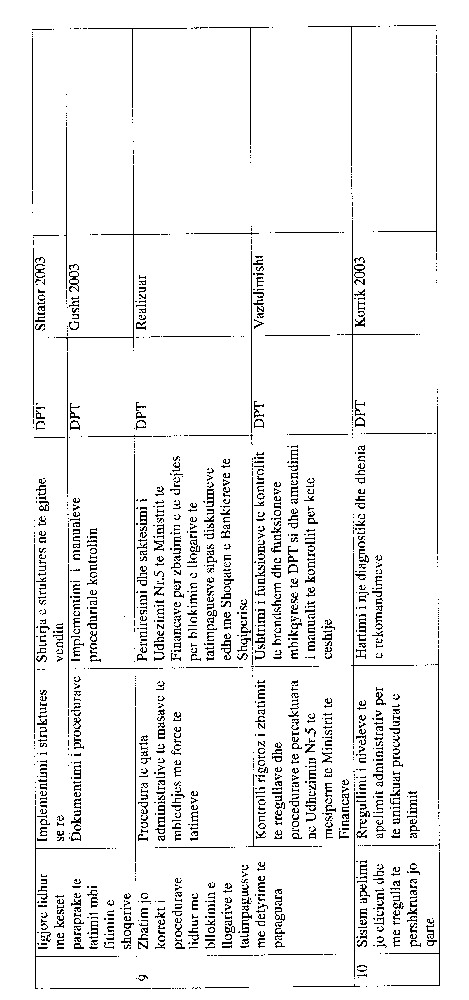 ligjore lidhur
me kestet
paraprake te
tatimit mbi
fitimin e
shoqerive
Implementimi i struktures
se re
Shtrirja e struktures ne te gjithe
vendin
DPT
Shtator 2003
Dokumentimi i procedurave
Implementimi i manualeve
proceduriale kontrollin
DPT
Gusht 2003
9
Zbatim jo
korrekt i
procedurave
lidhur me
bllokimin e
llogarive te
tatimpaguesve
me detyrime te
papaguara
Procedura te qarta
administrative te masave te
mbledhjes me force te
tatimeve
Permiresimi dhe saktesimi i
Udhezimit Nr.5 te Ministrit te
Financave per zbatimin e te drejtes
per bllokimin e llogarive te
tatimpaguesve sipas diskutimeve
edhe me Shoqaten e Bankiereve te
Shqiperise
DPT
Realizuar
Kontrolli rigoroz i zbatimit
te rregullave dhe
procedurave te percaktuara
ne Udhezimin Nr.5 te
mesiperm te Ministrit te
Financave
Ushtrimi i funksioneve te kontrollit
te brendshem dhe funksioneve
mbikqyrese te DPT si dhe amendimi
i manualit te kontrollit per kete
ceshtje
DPT
Vazhdimisht
10
Sistem apelimi
jo eficient dhe
me rregulla te
pershkruara jo
qarte
Rregullimi i niveleve te
apelimit administrativ per
te unifikuar procedurat e
apelimit
Hartimi i nje diagnostike dhe dhenia
e rekomandimeve
DPT
Korrik 2003